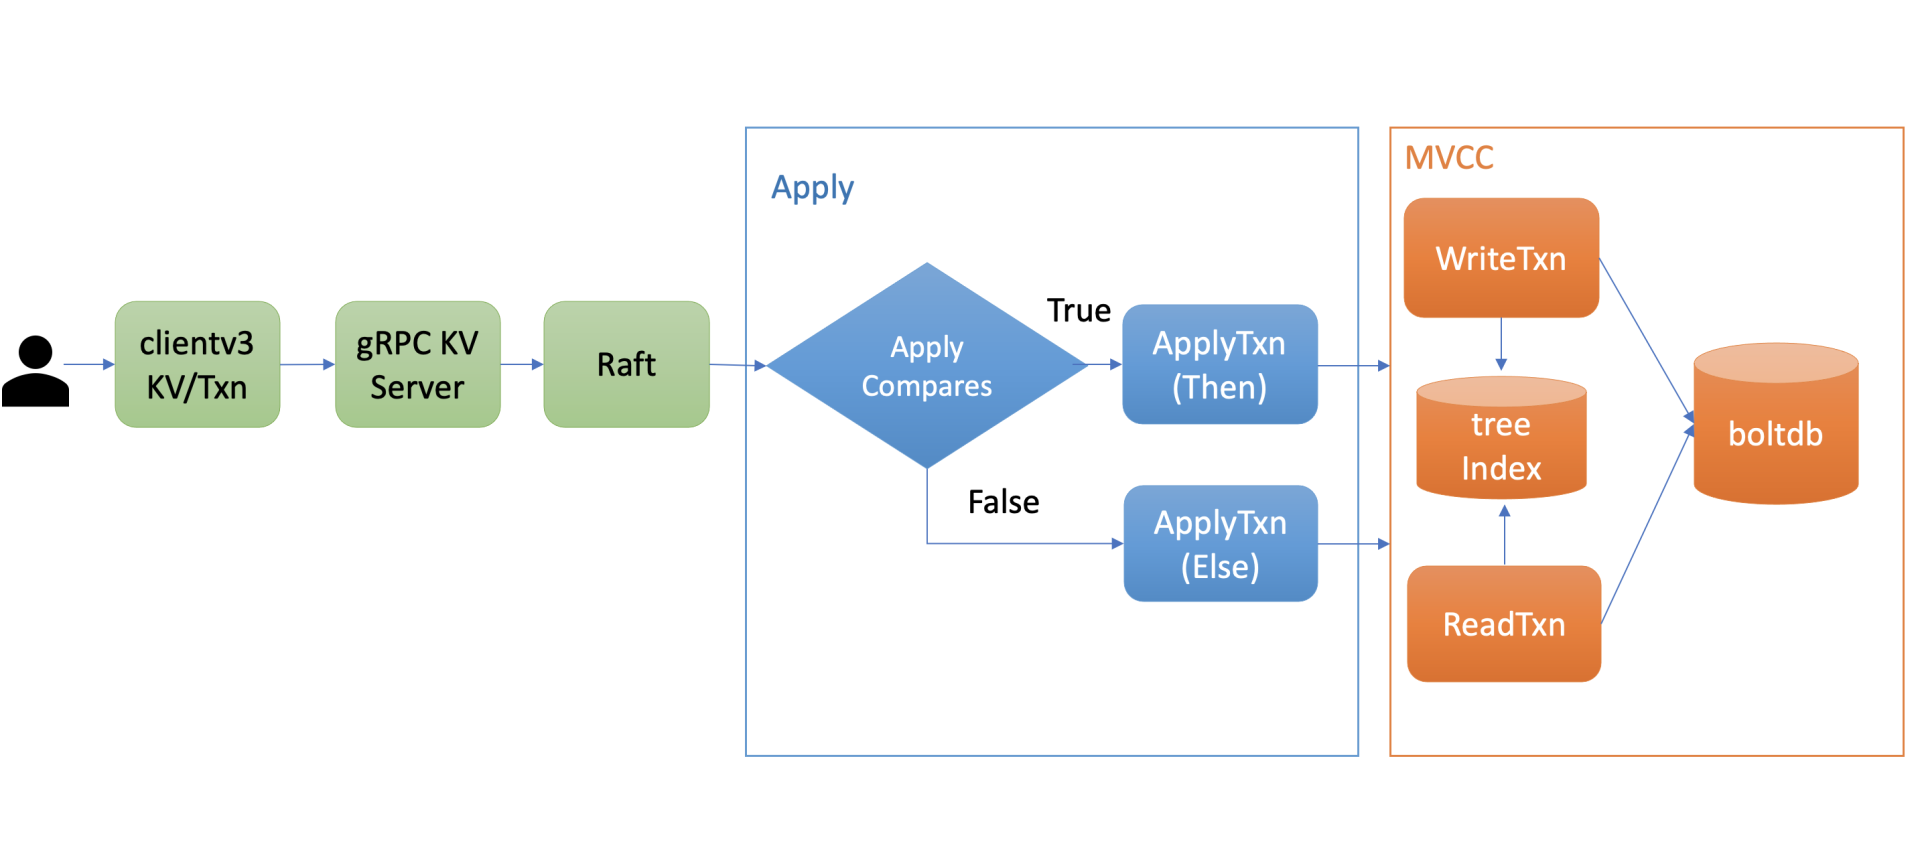 clientv3
KV/Txn
gRPC KV
Server
Raft
Apply
Apply
Compares
True
False
ApplyTxn
(Then)
ApplyTxn
(Else)
MVCC
WriteTxn
tree
Index
ReadTxn
boltdb